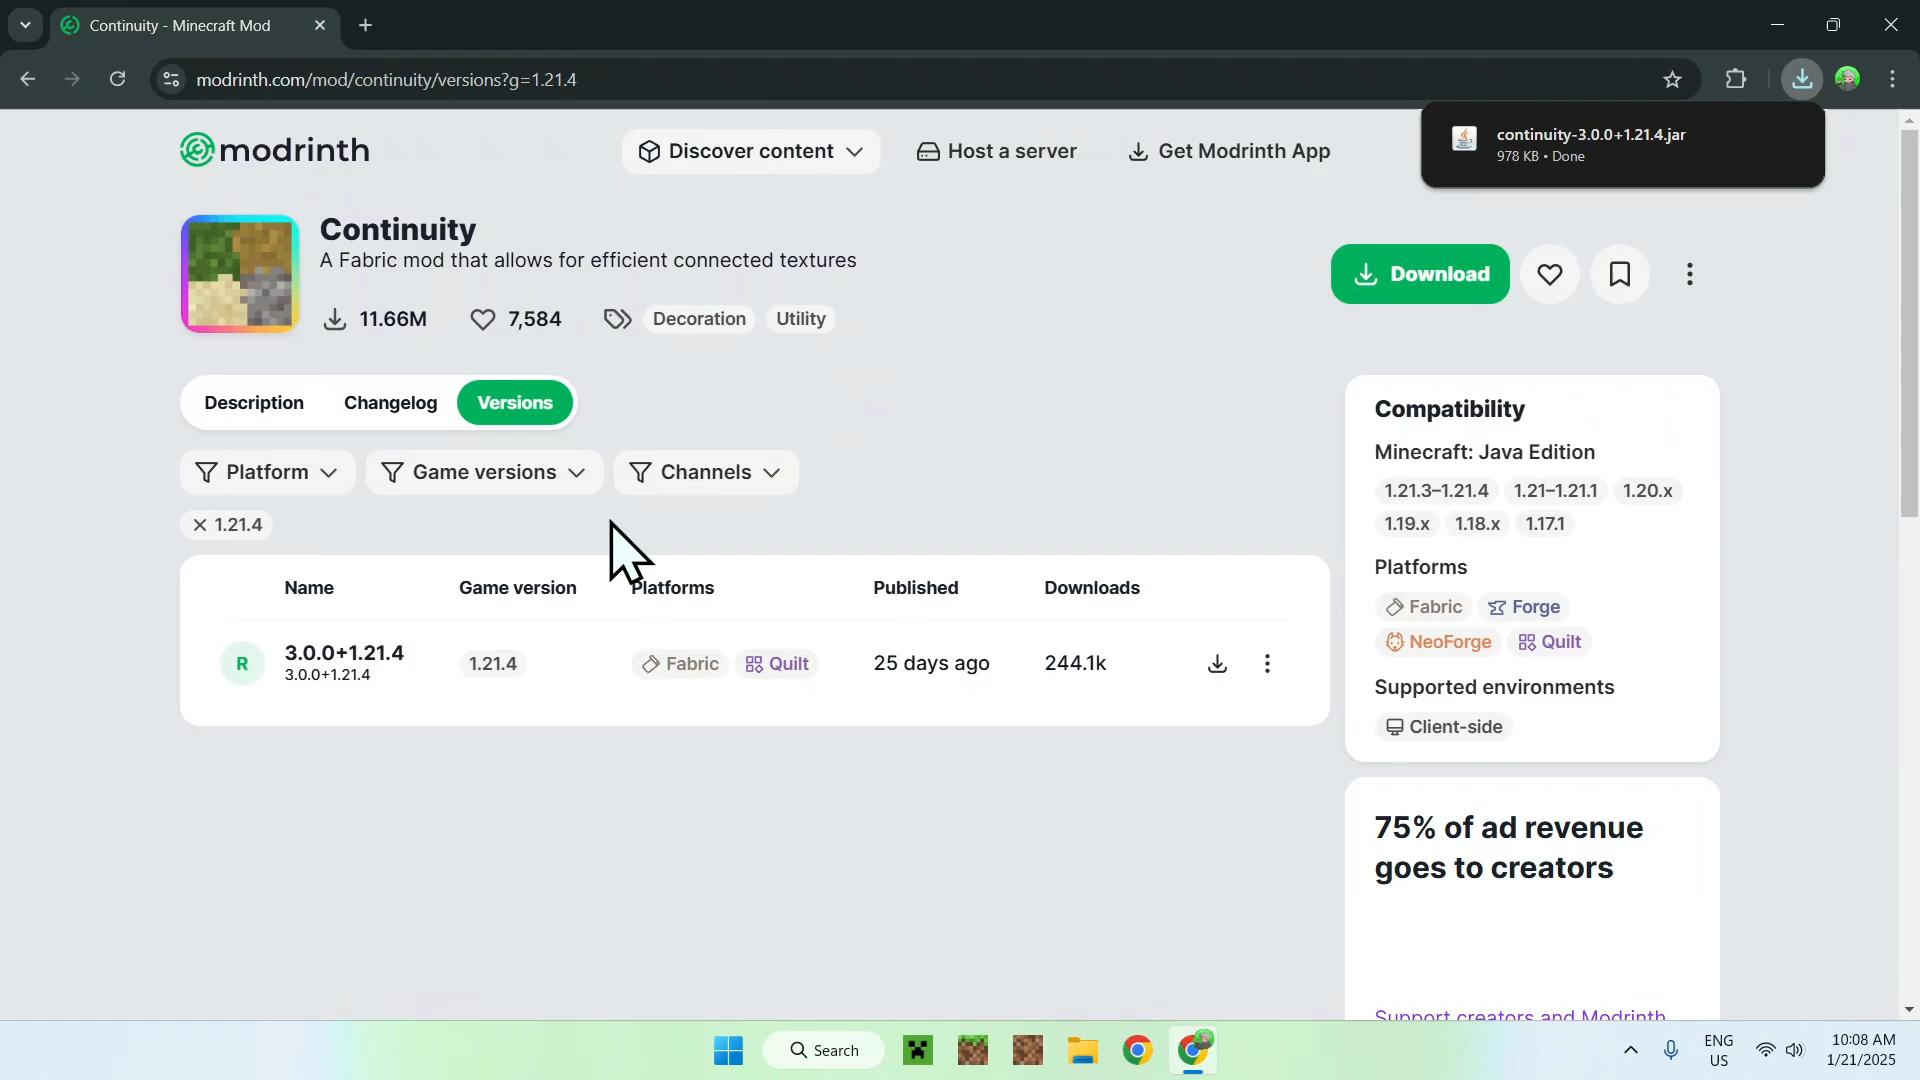 Continuity - Minecraft Mod
modrinth.com/mod/continuity/versions?g=1.21.4
modrinth
Discover content
Host a server
Get Modrinth App
continuity-3.0.0+1.21.4.jar
978 KB • Done
Continuity
A Fabric mod that allows for efficient connected textures
11.66M
7,584
Decoration
Utility
Download
Description
Changelog
Versions
Platform
Game versions
Channels
1.21.4
Name
Game version
Platforms
Published
Downloads
R
3.0.0+1.21.4
3.0.0+1.21.4
1.21.4
Fabric
Quilt
25 days ago
244.1k
Compatibility
Minecraft: Java Edition
1.21.3–1.21.4
1.21–1.21.1
1.20.x
1.19.x
1.18.x
1.17.1
Platforms
Fabric
Forge
NeoForge
Quilt
Supported environments
Client-side
75% of ad revenue
goes to creators
Support creators and Modrinth
Search
ENG
US
10:08 AM
1/21/2025